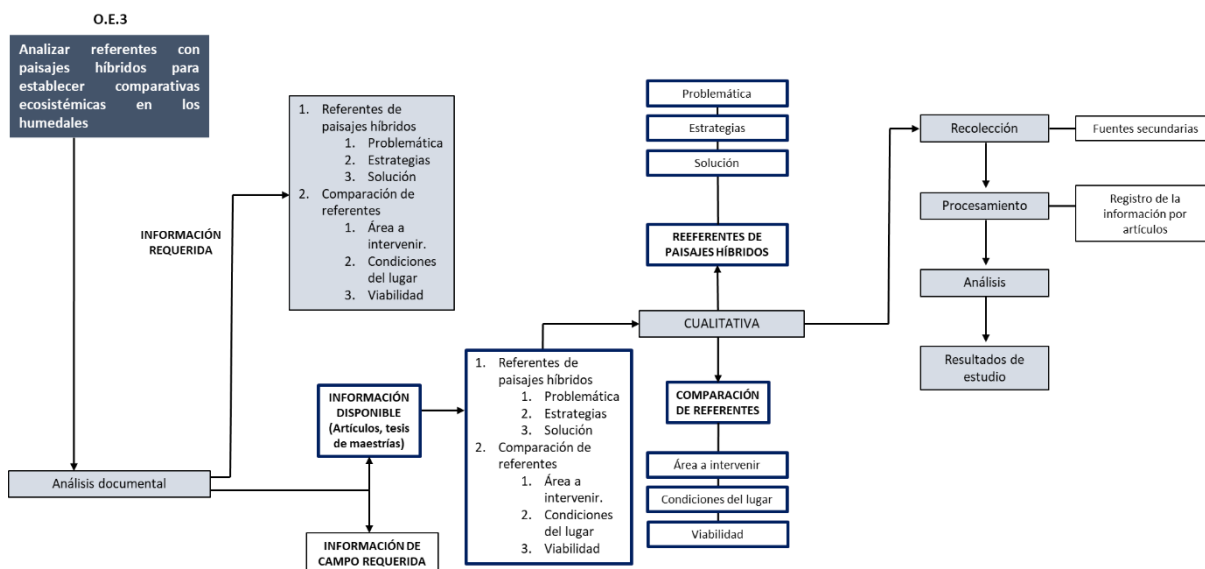 O.E.3
Analizar referentes con
paisajes híbridos para
establecer comparativas
ecosistémicas en los
humedales
INFORMACIÓN
REQUERIDA
1. Referentes de
paisajes híbridos
1. Problemática
2. Estrategias
3. Solución
2. Comparación de
referentes
1. Área a
intervenir.
2. Condiciones
del lugar
3. Viabilidad
Análisis documental
INFORMACIÓN
DISPONIBLE
(Artículos, tesis
de maestrías)
INFORMACIÓN DE
CAMPO REQUERIDA
1. Referentes de
paisajes híbridos
1. Problemática
2. Estrategias
3. Solución
2. Comparación de
referentes
1. Área a
intervenir.
2. Condiciones
del lugar
3. Viabilidad
Problemática
Estrategias
Solución
REEFERENTES DE
PAISAJES HÍBRIDOS
CUALITATIVA
COMPARACIÓN
DE REFERENTES
Área a intervenir
Condiciones del lugar
Viabilidad
Recolección
Fuentes secundarias
Procesamiento
Registro de la
información por
artículos
Análisis
Resultados de
estudio